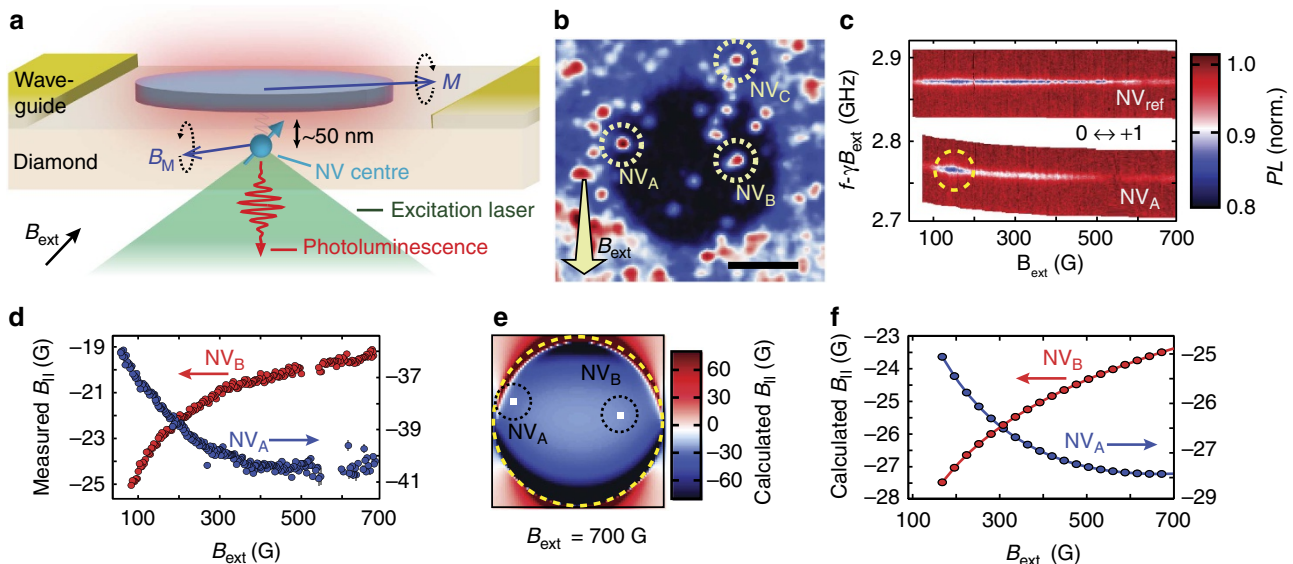 a
Wave-
guide
M
~50 nm
Diamond
B_M
NV centre
Excitation laser
B_ext
Photoluminescence
b
NV_C
NV_A
NV_B
B_ext
c
2.9
2.8
2.7
f-γB_ext (GHz)
NV_ref
0 ↔ +1
NV_A
100 300 500 700
B_ext (G)
1.0
0.9
0.8
PL (norm.)
d
Measured B_II (G)
−19
−21
−23
−25
NV_B
NV_A
−37
−39
−41
100 300 500 700
B_ext (G)
e
NV_B
NV_A
60
30
0
−30
−60
Calculated B_II (G)
B_ext = 700 G
f
Calculated B_II (G)
−23
−24
−25
−26
−27
−28
NV_B
NV_A
−25
−26
−27
−28
−29
100 300 500 700
B_ext (G)